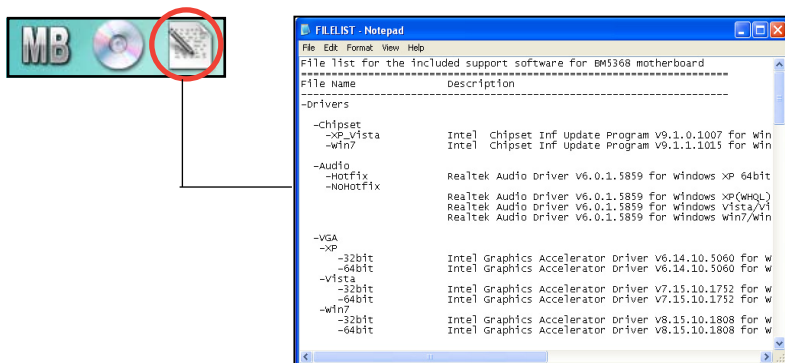 MB
FILELIST - Notepad
File Edit Format View Help
File list for the included support software for BM5368 motherboard
==================================================================
File Name Description
------------------------------------------------------------------
-Drivers
-Chipset
-XP_Vista Intel Chipset Inf Update Program V9.1.0.1007 for Win
-Win7 Intel Chipset Inf Update Program V9.1.1.1015 for Win
-Audio
-Hotfix Realtek Audio Driver V6.0.1.5859 for Windows XP 64bit
-NoHotfix
Realtek Audio Driver V6.0.1.5859 for Windows XP(WHQL)
Realtek Audio Driver V6.0.1.5859 for Windows Vista/Vi
Realtek Audio Driver V6.0.1.5859 for Windows Win7/Win
-VGA
-XP
-32bit Intel Graphics Accelerator Driver V6.14.10.5060 for W
-64bit Intel Graphics Accelerator Driver V6.14.10.5060 for W
-Vista
-32bit Intel Graphics Accelerator Driver V7.15.10.1752 for W
-64bit Intel Graphics Accelerator Driver V7.15.10.1752 for W
-Win7
-32bit Intel Graphics Accelerator Driver V8.15.10.1808 for W
-64bit Intel Graphics Accelerator Driver V8.15.10.1808 for W